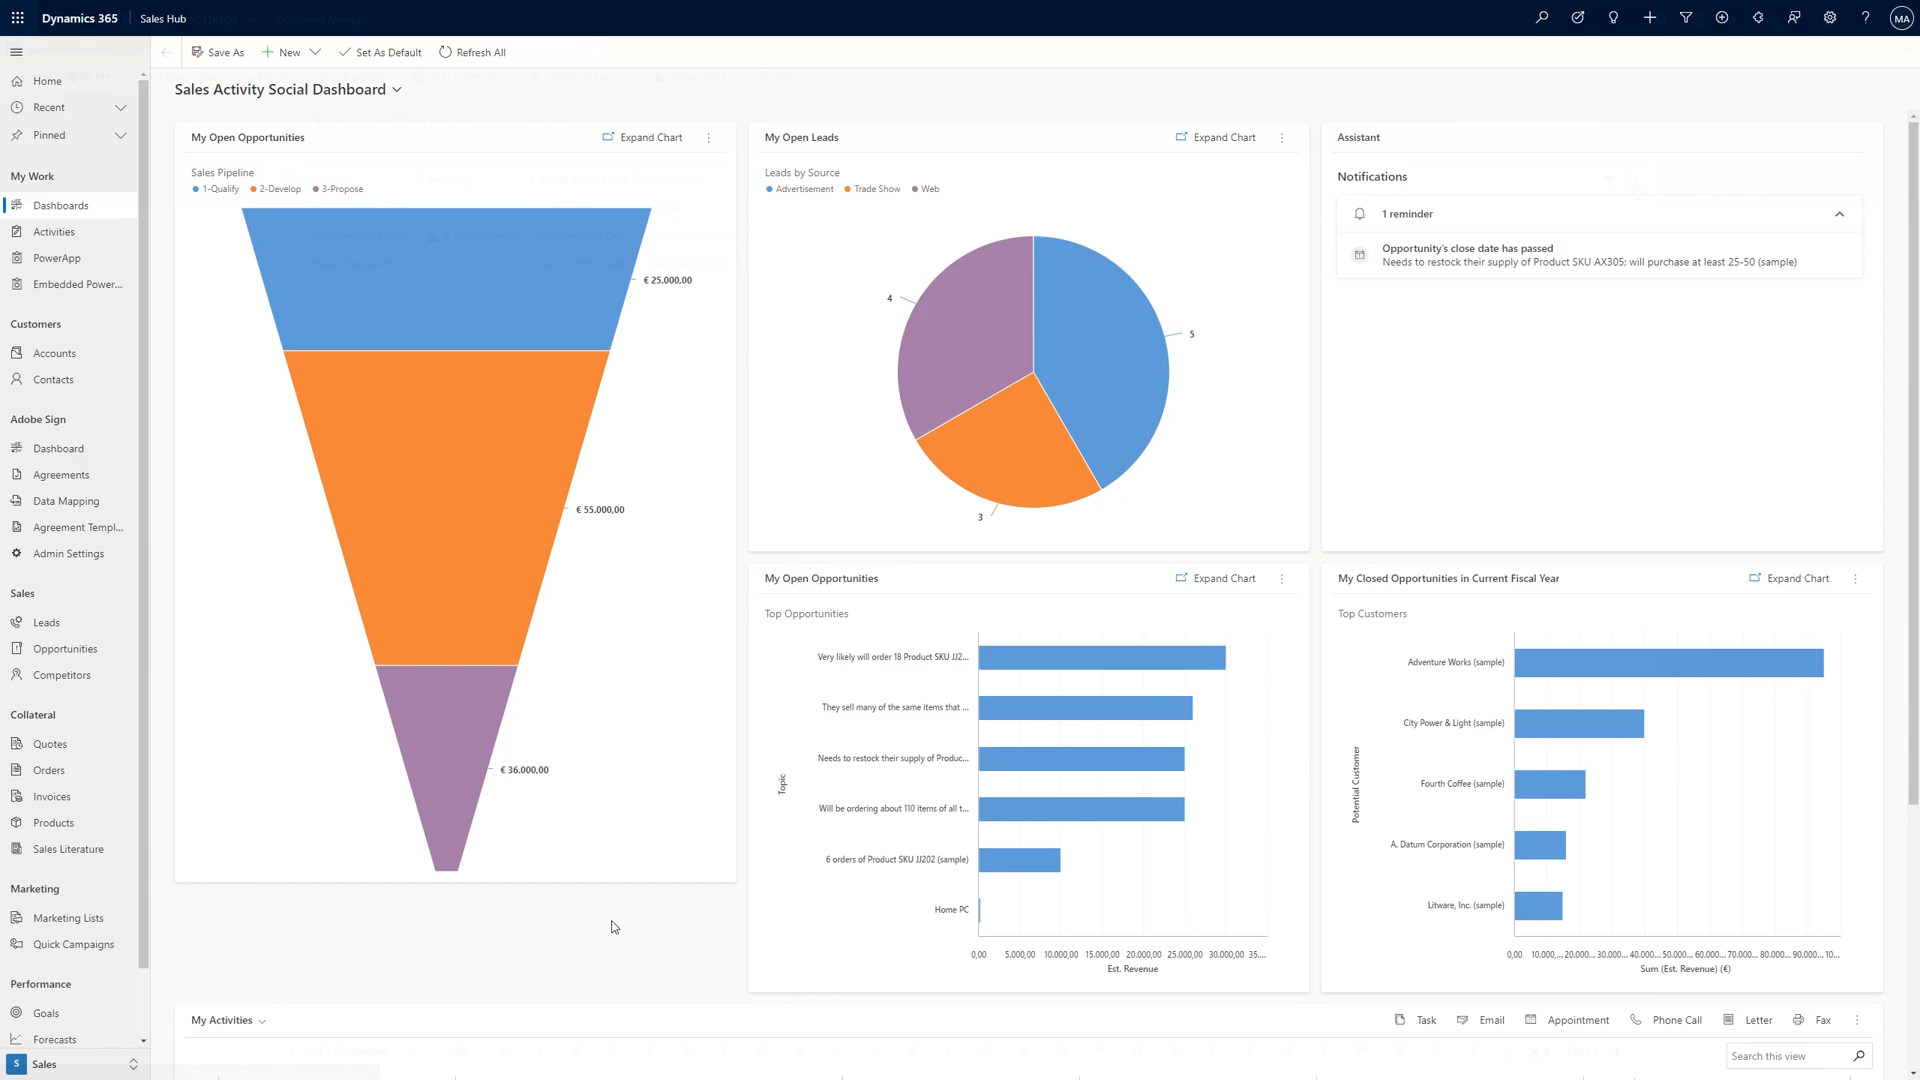 Dynamics 365
Sales Hub
MA
Save As
New
Set As Default
Refresh All
Home
Recent
Pinned
My Work
Dashboards
Activities
PowerApp
Embedded Power...
Customers
Accounts
Contacts
Adobe Sign
Dashboard
Agreements
Data Mapping
Agreement Templ...
Admin Settings
Sales
Leads
Opportunities
Competitors
Collateral
Quotes
Orders
Invoices
Products
Sales Literature
Marketing
Marketing Lists
Quick Campaigns
Performance
Goals
Forecasts
S Sales
Sales Activity Social Dashboard
My Open Opportunities
Expand Chart
Sales Pipeline
1-Qualify 2-Develop 3-Propose
€ 25.000,00
€ 55.000,00
€ 36.000,00
My Open Leads
Expand Chart
Leads by Source
Advertisement Trade Show Web
4
5
3
Assistant
Notifications
1 reminder
Opportunity's close date has passed
Needs to restock their supply of Product SKU AX305; will purchase at least 25-50 (sample)
My Open Opportunities
Expand Chart
Top Opportunities
Topic
Very likely will order 18 Product SKU JJ2...
They sell many of the same items that ...
Needs to restock their supply of Produc...
Will be ordering about 110 items of all t...
6 orders of Product SKU JJ202 (sample)
Home PC
0,00 5.000,00 10.000,00 15.000,00 20.000,00 25.000,00 30.000,00 35....
Est. Revenue
My Closed Opportunities in Current Fiscal Year
Expand Chart
Top Customers
Potential Customer
Adventure Works (sample)
City Power & Light (sample)
Fourth Coffee (sample)
A. Datum Corporation (sample)
Litware, Inc. (sample)
0,00 10.000,... 20.000... 30.000... 40.000... 50.000... 60.000... 70.000... 80.000... 90.000... 10...
Sum (Est. Revenue) (€)
My Activities
Task
Email
Appointment
Phone Call
Letter
Fax
Search this view